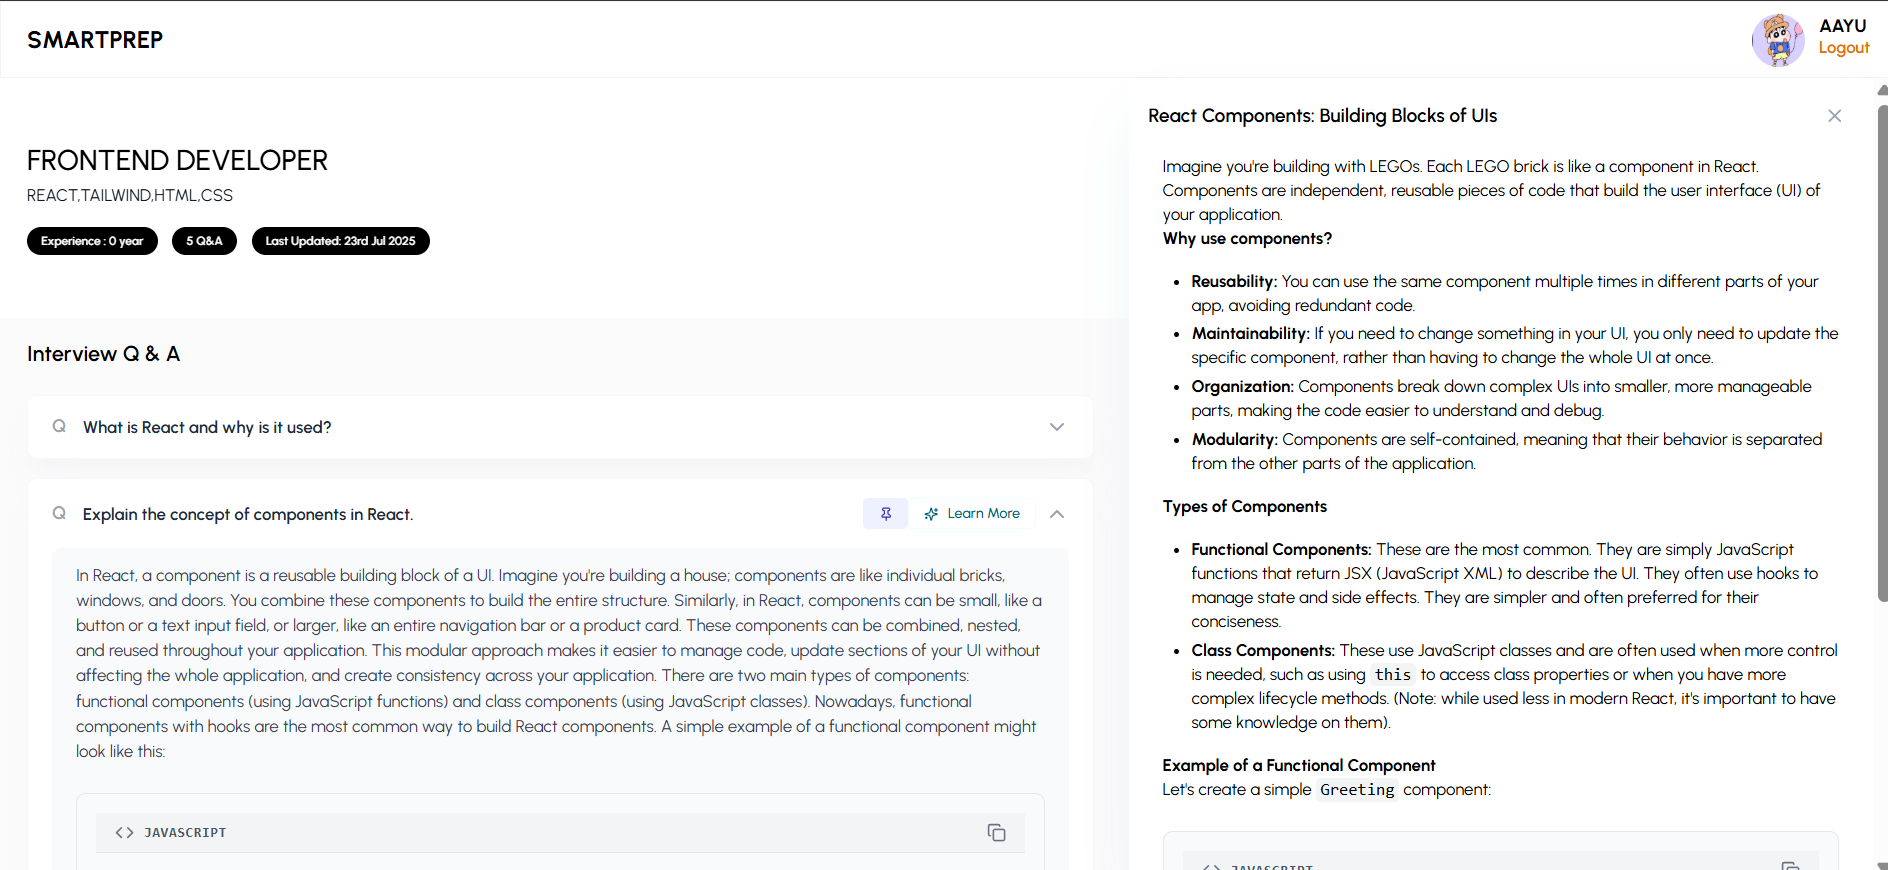 SMARTPREP
AAYU
Logout
FRONTEND DEVELOPER
REACT,TAILWIND,HTML,CSS
Experience : 0 year
5 Q&A
Last Updated: 23rd Jul 2025
Interview Q & A
Q What is React and why is it used?
Q Explain the concept of components in React.
Learn More
In React, a component is a reusable building block of a UI. Imagine you're building a house; components are like individual bricks,
windows, and doors. You combine these components to build the entire structure. Similarly, in React, components can be small, like a
button or a text input field, or larger, like an entire navigation bar or a product card. These components can be combined, nested,
and reused throughout your application. This modular approach makes it easier to manage code, update sections of your UI without
affecting the whole application, and create consistency across your application. There are two main types of components:
functional components (using JavaScript functions) and class components (using JavaScript classes). Nowadays, functional
components with hooks are the most common way to build React components. A simple example of a functional component might
look like this:
JAVASCRIPT
React Components: Building Blocks of UIs
Imagine you're building with LEGOs. Each LEGO brick is like a component in React.
Components are independent, reusable pieces of code that build the user interface (UI) of
your application.
Why use components?
• Reusability: You can use the same component multiple times in different parts of your
app, avoiding redundant code.
• Maintainability: If you need to change something in your UI, you only need to update the
specific component, rather than having to change the whole UI at once.
• Organization: Components break down complex UIs into smaller, more manageable
parts, making the code easier to understand and debug.
• Modularity: Components are self-contained, meaning that their behavior is separated
from the other parts of the application.
Types of Components
• Functional Components: These are the most common. They are simply JavaScript
functions that return JSX (JavaScript XML) to describe the UI. They often use hooks to
manage state and side effects. They are simpler and often preferred for their
conciseness.
• Class Components: These use JavaScript classes and are often used when more control
is needed, such as using this to access class properties or when you have more
complex lifecycle methods. (Note: while used less in modern React, it's important to have
some knowledge on them).
Example of a Functional Component
Let's create a simple Greeting component:
JAVASCRIPT